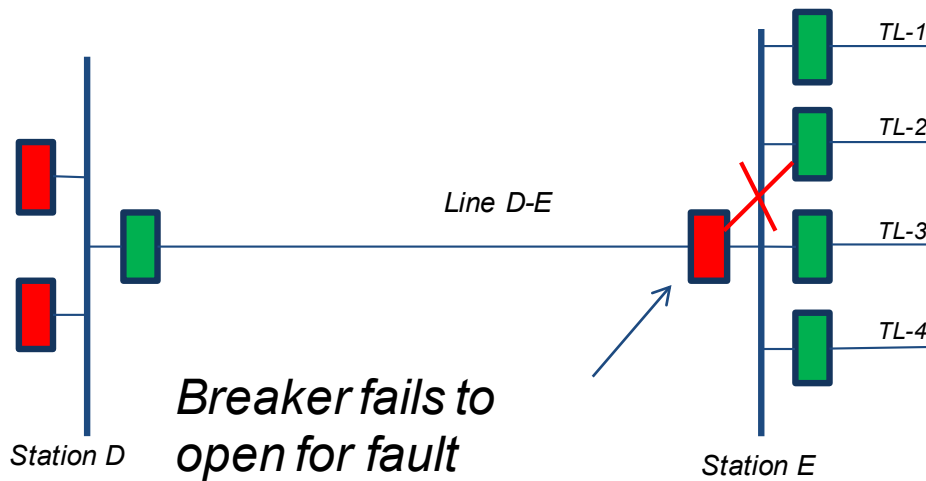 TL-1
TL-2
Line D-E
TL-3
TL-4
Breaker fails to
open for fault
Station D
Station E